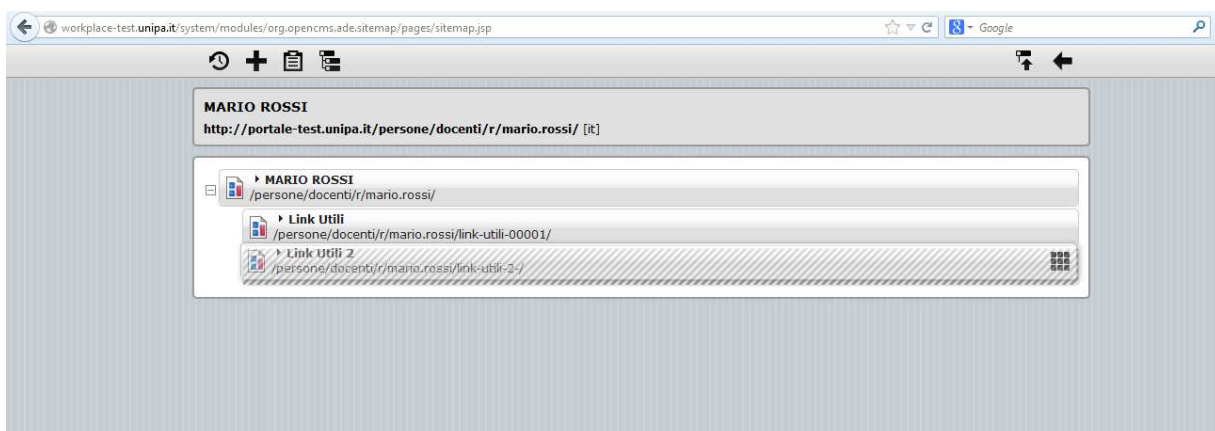 workplace-test.unipa.it/system/modules/org.opencms.ade.sitemap/pages/sitemap.jsp
Google
MARIO ROSSI
http://portale-test.unipa.it/persone/docenti/r/mario.rossi/ [it]
MARIO ROSSI
/persone/docenti/r/mario.rossi/
Link Utili
/persone/docenti/r/mario.rossi/link-utili-00001/
Link Utili 2
/persone/docenti/r/mario.rossi/link-utili-2-/